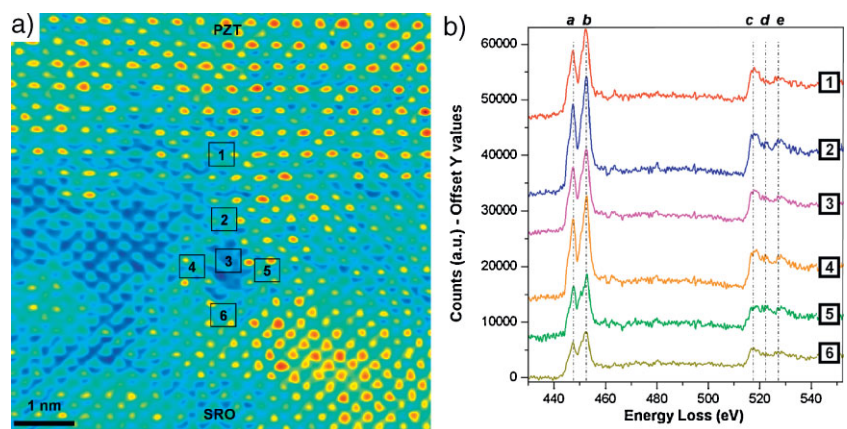 a)
PZT
1
2
3
4
5
6
1 nm
SRO
b)
a b c d e
60000
50000
40000
30000
20000
10000
0
Counts (a.u.) - Offset Y values
1
2
3
4
5
6
440 460 480 500 520 540
Energy Loss (eV)